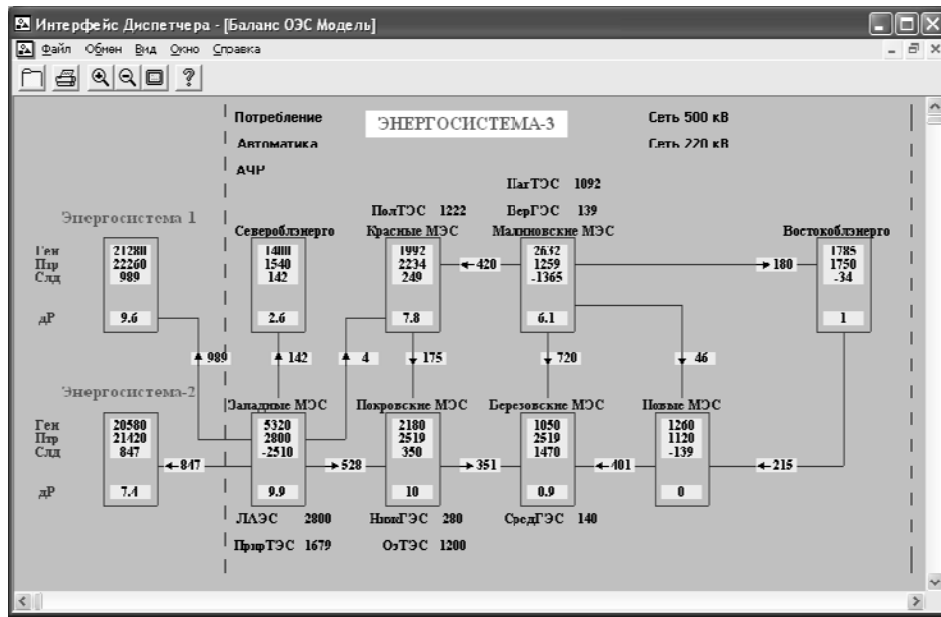 Интерфейс Диспетчера - [Баланс ОЭС Модель]
Файл Обмен Вид Окно Справка
Потребление ЭНЕРГОСИСТЕМА-3 Сеть 500 кВ
Автоматика Сеть 220 кВ
АЧР
ПагТЭС 1092
ПолТЭС 1222 ВерГЭС 139
Энергосистема 1
Североблэнерго Красные МЭС Малиновские МЭС Востокоблэнерго
Ген 21280 1400 1992 2632 1785
Птр 22260 1540 2234 420 1259 180 1750
Слд 989 142 249 -1365 -34
дР 9.6 2.6 7.8 6.1 1
989 142 4 175 720 46
Энергосистема-2
Западные МЭС Покровские МЭС Березовские МЭС Новые МЭС
Ген 20580 5320 2180 1050 1260
Птр 21420 2800 2519 2519 1120
Слд 847 -2510 350 1470 -139
847 528 351 401 215
дР 7.4 9.9 10 0.9 0
ЛАЭС 2800 НижГЭС 280 СредГЭС 140
ПрирТЭС 1679 ОзТЭС 1200